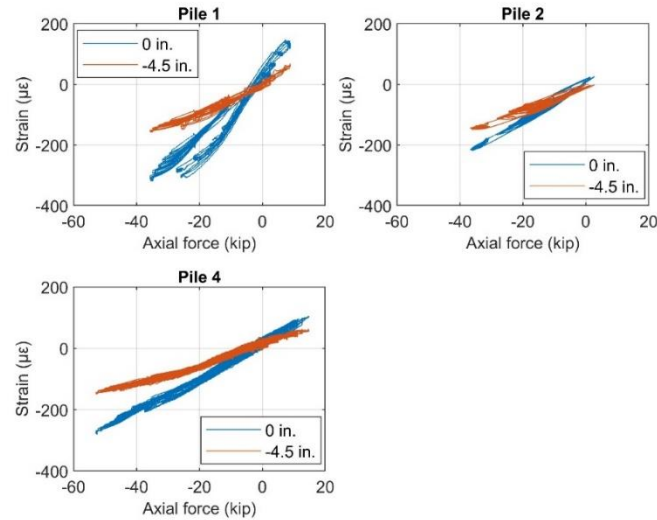 Pile 1
200
0
-200
-400
Strain (με)
0 in.
-4.5 in.
-60 -40 -20 0 20
Axial force (kip)
Pile 2
200
0
-200
-400
Strain (με)
0 in.
-4.5 in.
-60 -40 -20 0 20
Axial force (kip)
Pile 4
200
0
-200
-400
Strain (με)
0 in.
-4.5 in.
-60 -40 -20 0 20
Axial force (kip)